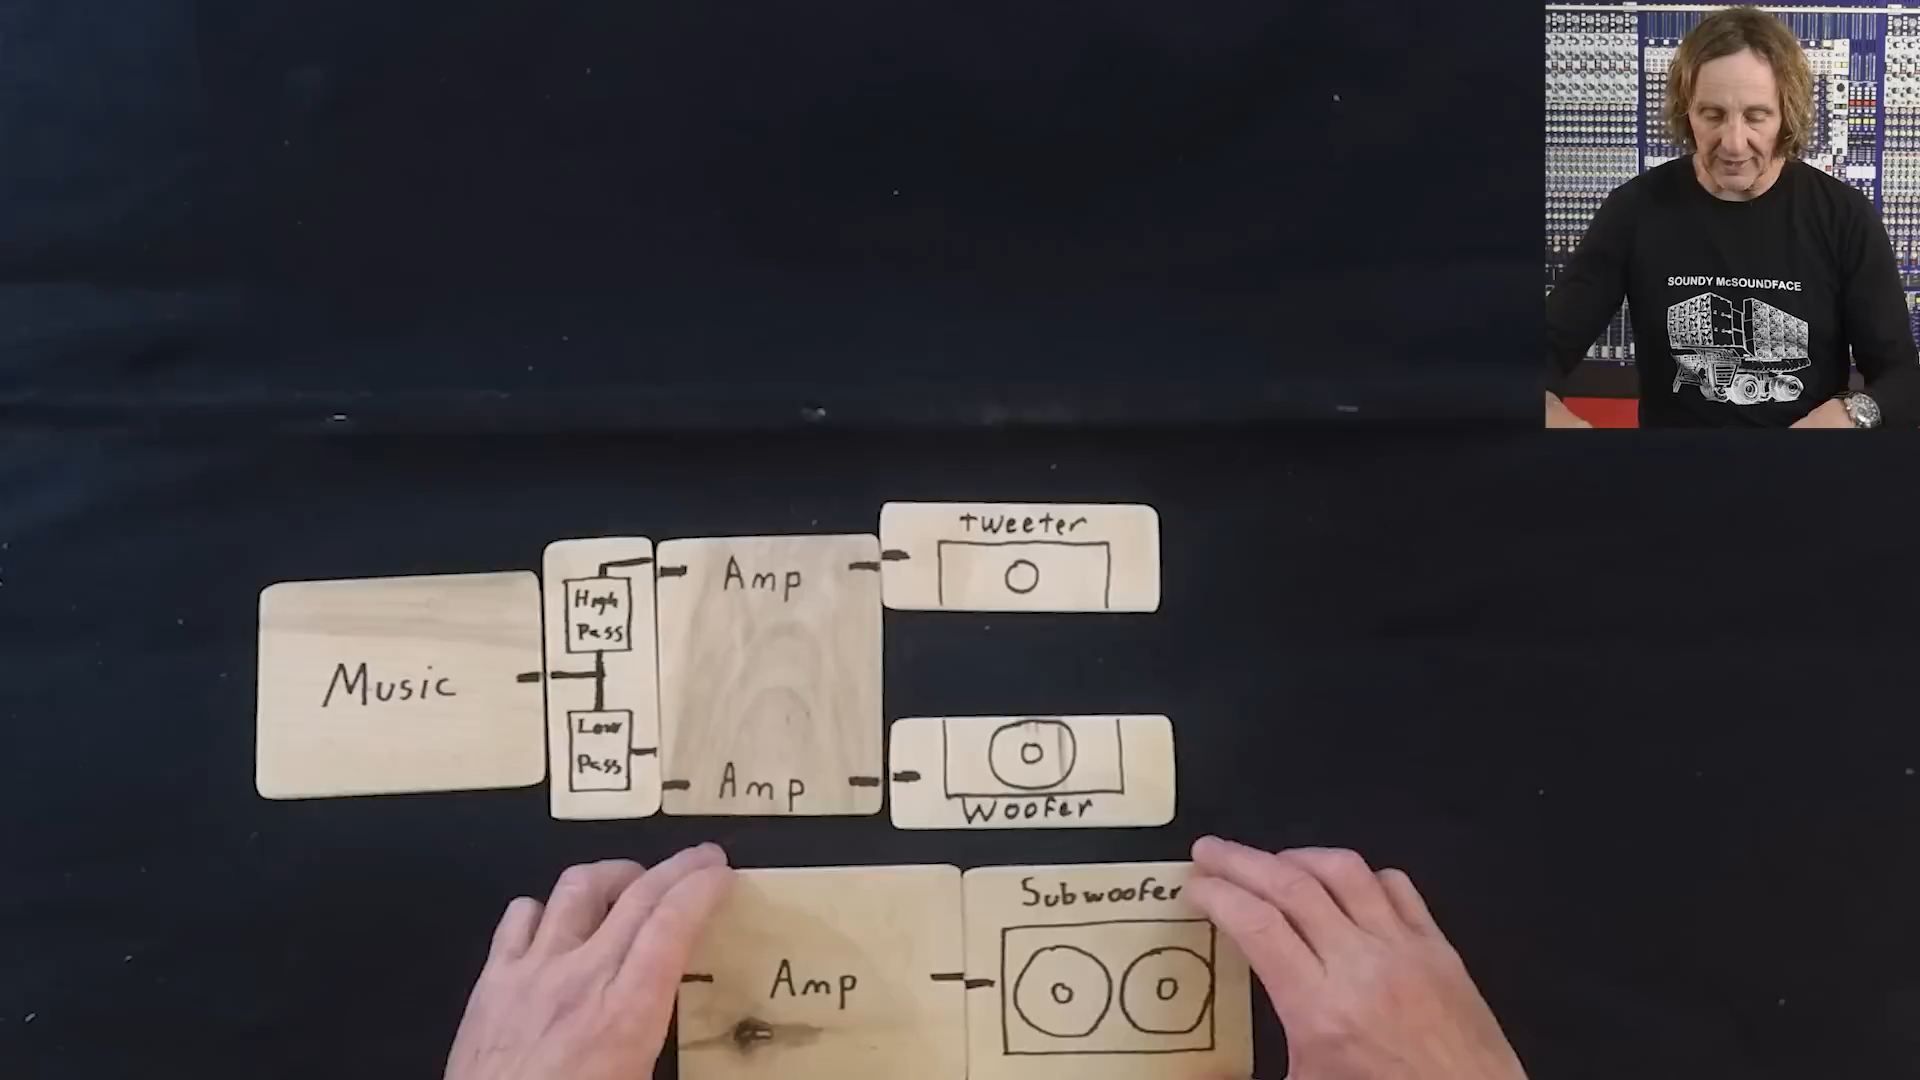 SOUNDY McSOUNDFACE
tweeter
Amp
High
Pass
Music
Low
Pass
Amp
Woofer
Subwoofer
Amp